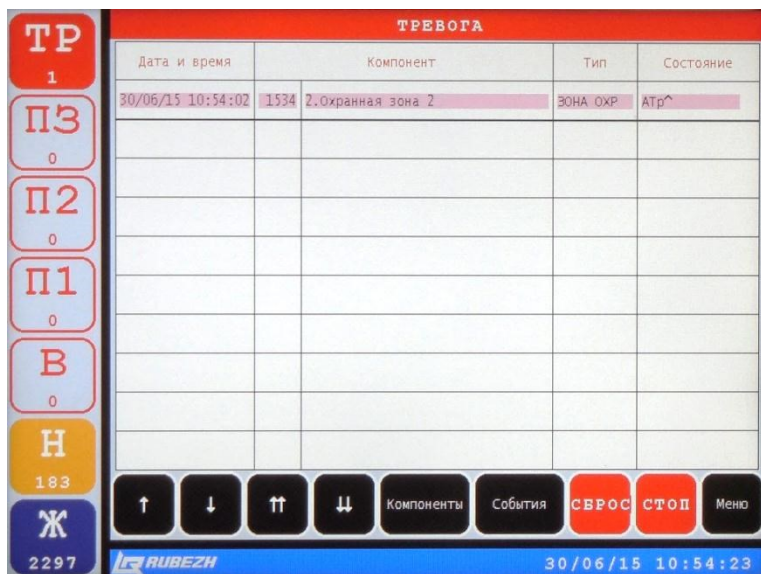 ТР
1
ПЗ
0
П2
0
П1
0
В
0
Н
183
Ж
2297
ТРЕВОГА
Дата и время Компонент Тип Состояние
30/06/15 10:54:02 1534 2.Охранная зона 2 ЗОНА ОХР АТр^
↑ ↓ ⇈ ⇊ Компоненты События СБРОС СТОП Меню
RUBEZH 30/06/15 10:54:23